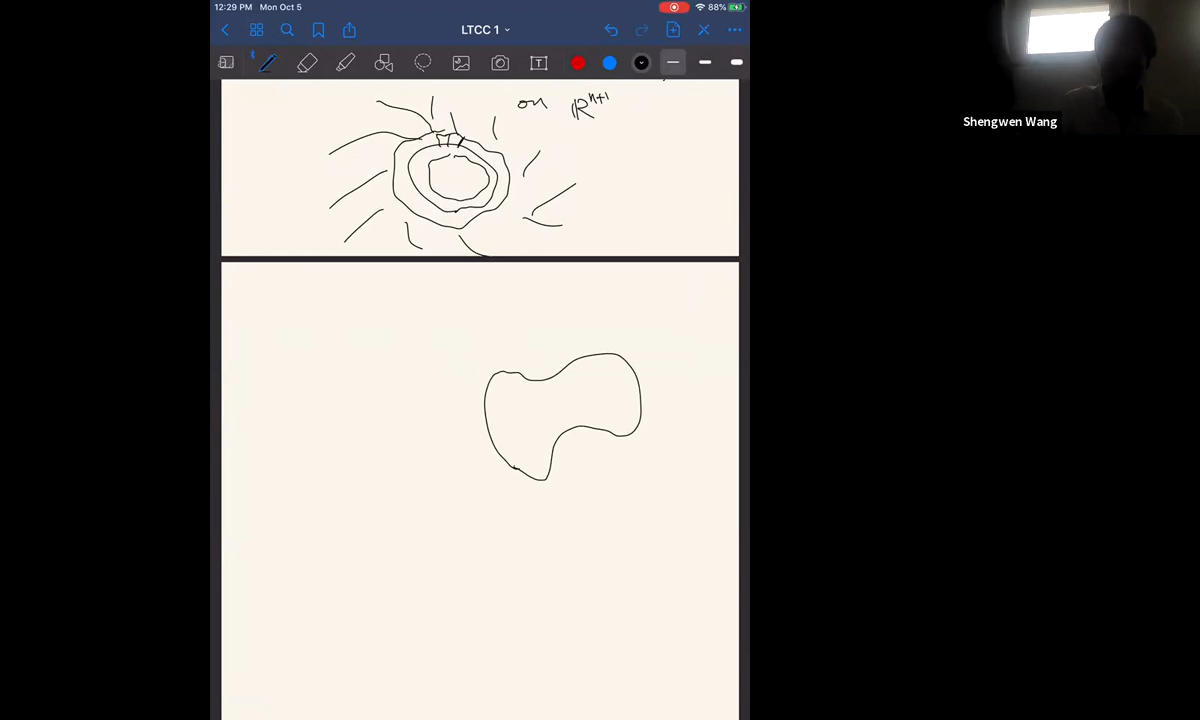 12:29 PM Mon Oct 5
88%
LTCC 1
T
on ℝⁿ⁺¹
Shengwen Wang